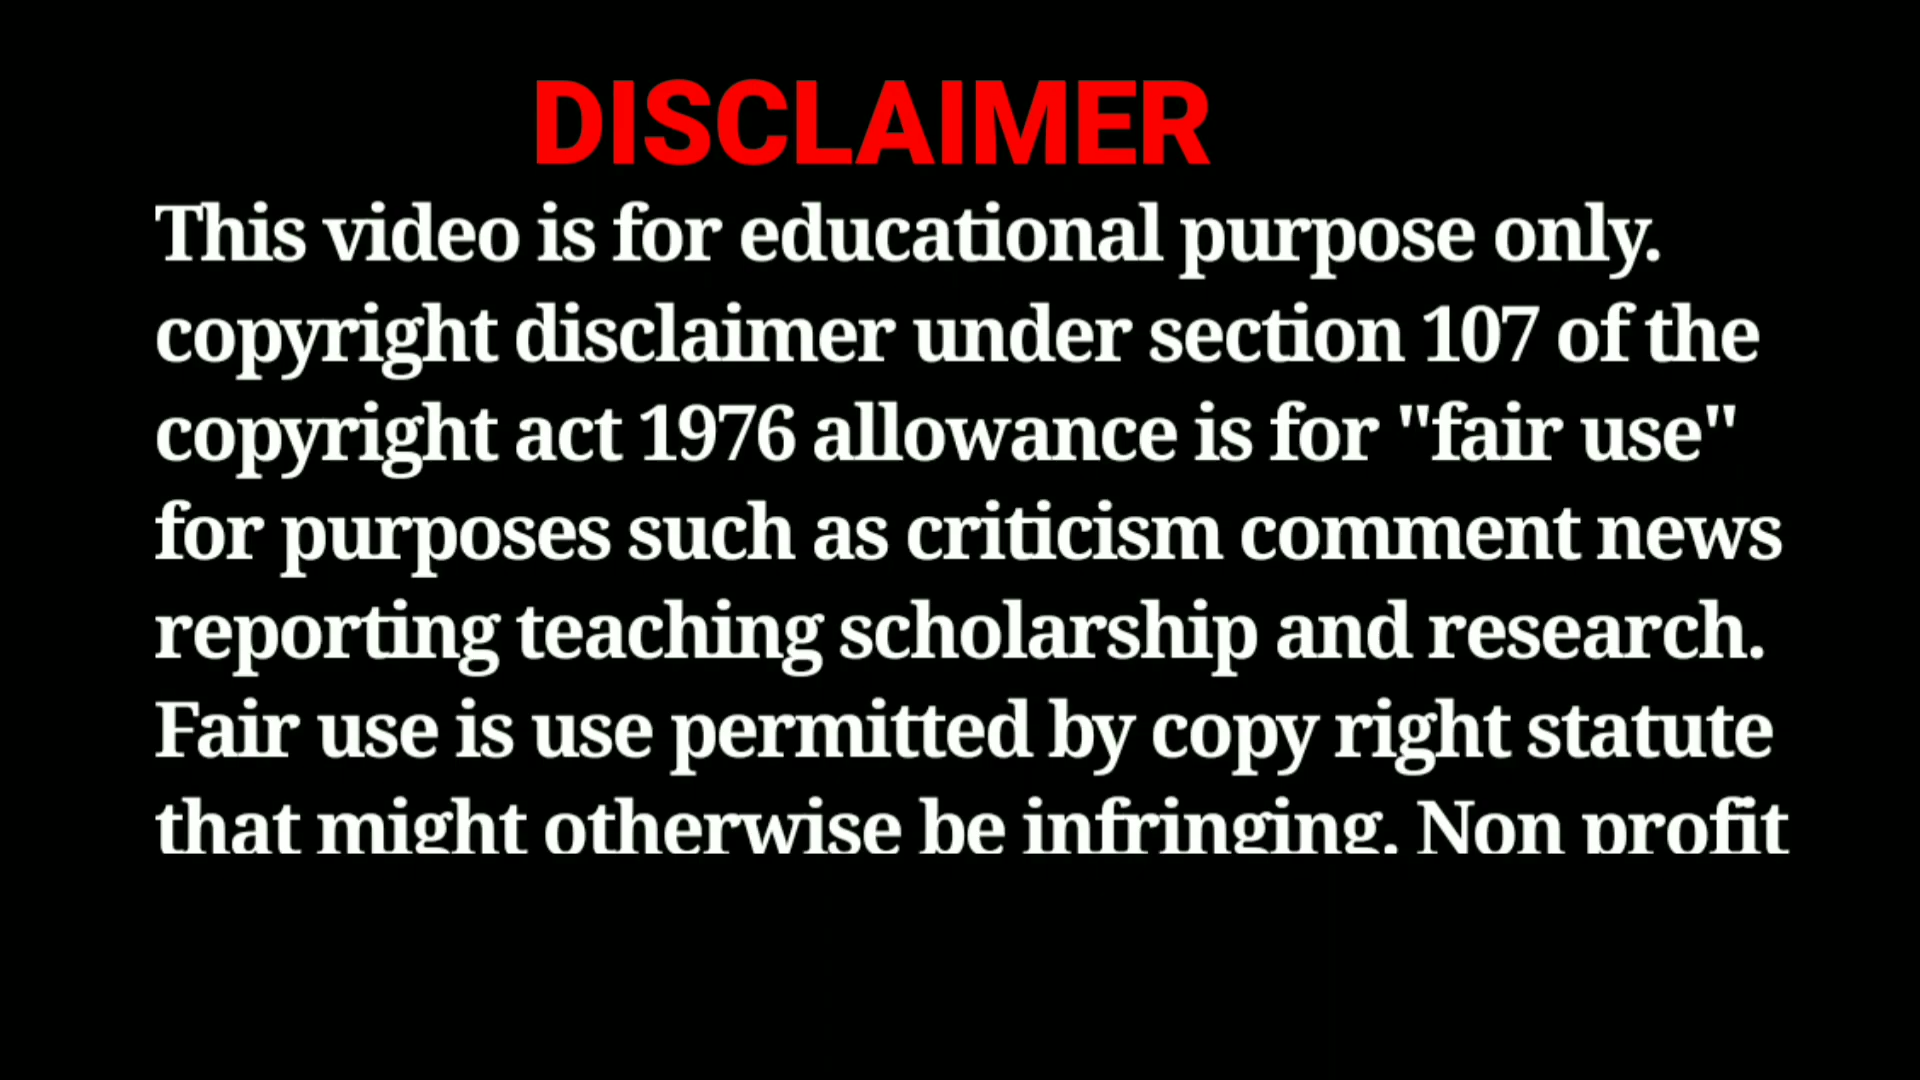 DISCLAIMER
This video is for educational purpose only.
copyright disclaimer under section 107 of the
copyright act 1976 allowance is for "fair use"
for purposes such as criticism comment news
reporting teaching scholarship and research.
Fair use is use permitted by copy right statute
that might otherwise be infringing. Non profit